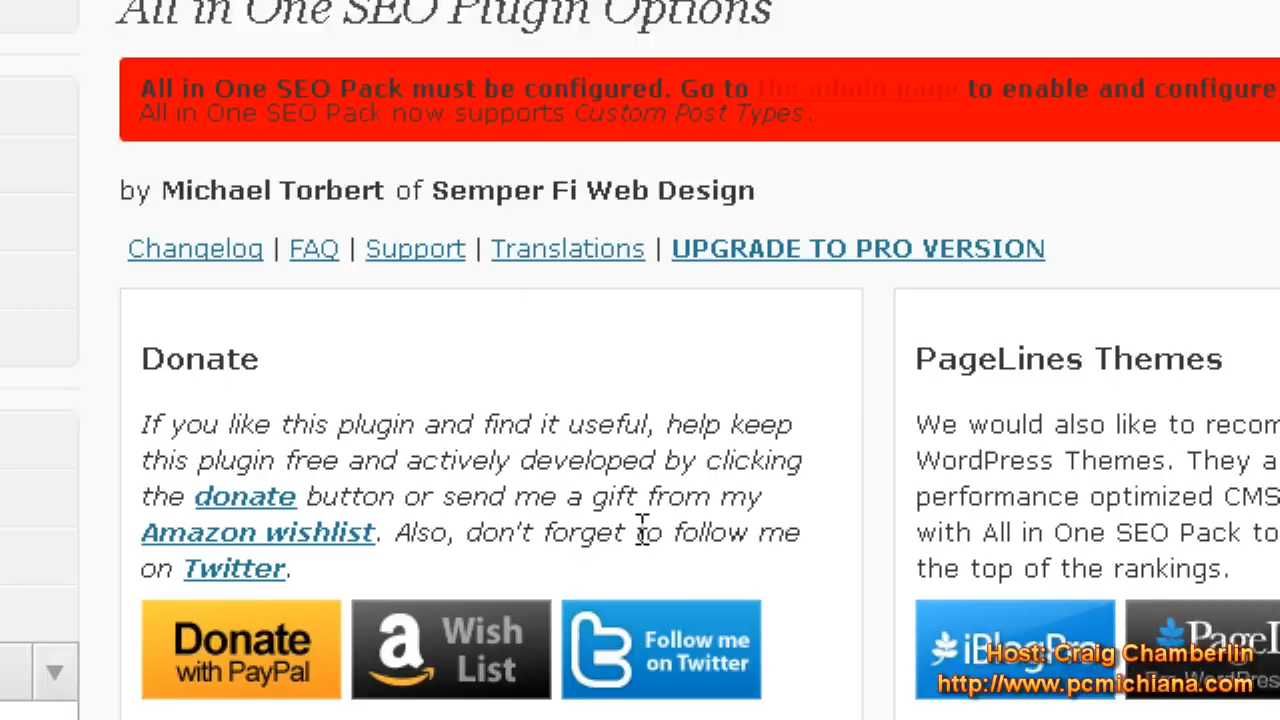 All in One SEO Plugin Options
All in One SEO Pack must be configured. Go to the admin page to enable and configure
All in One SEO Pack now supports Custom Post Types.
by Michael Torbert of Semper Fi Web Design
Changelog | FAQ | Support | Translations | UPGRADE TO PRO VERSION
Donate
If you like this plugin and find it useful, help keep
this plugin free and actively developed by clicking
the donate button or send me a gift from my
Amazon wishlist. Also, don't forget to follow me
on Twitter.
Donate
with PayPal
Wish
List
Follow me
on Twitter
PageLines Themes
We would also like to
WordPress Themes. They
performance optimized CMS
with All in One SEO Pack to
the top of the rankings.
iBlogPro
Host: Craig Chamberlin
http://www.pcmichiana.com